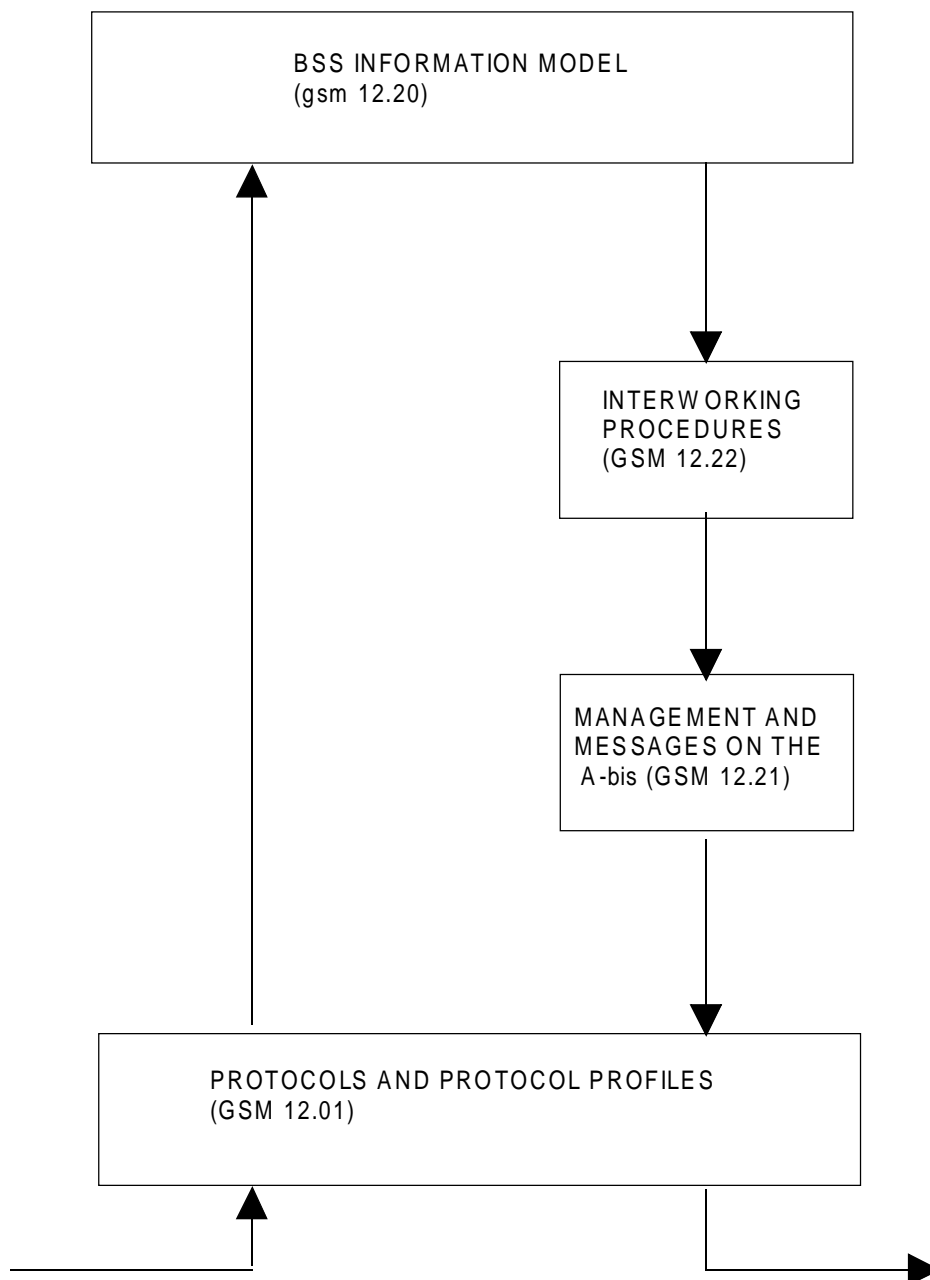 BSS INFORMATION MODEL
(gsm 12.20)
INTERWORKING
PROCEDURES
(GSM 12.22)
MANAGEMENT AND
MESSAGES ON THE
A-bis (GSM 12.21)
PROTOCOLS AND PROTOCOL PROFILES
(GSM 12.01)